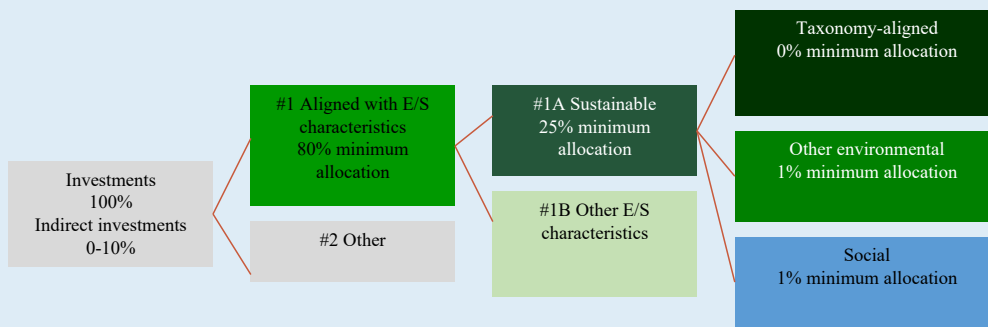 Investments
100%
Indirect investments
0-10%
#1 Aligned with E/S
characteristics
80% minimum
allocation
#2 Other
#1A Sustainable
25% minimum
allocation
#1B Other E/S
characteristics
Taxonomy-aligned
0% minimum allocation
Other environmental
1% minimum allocation
Social
1% minimum allocation